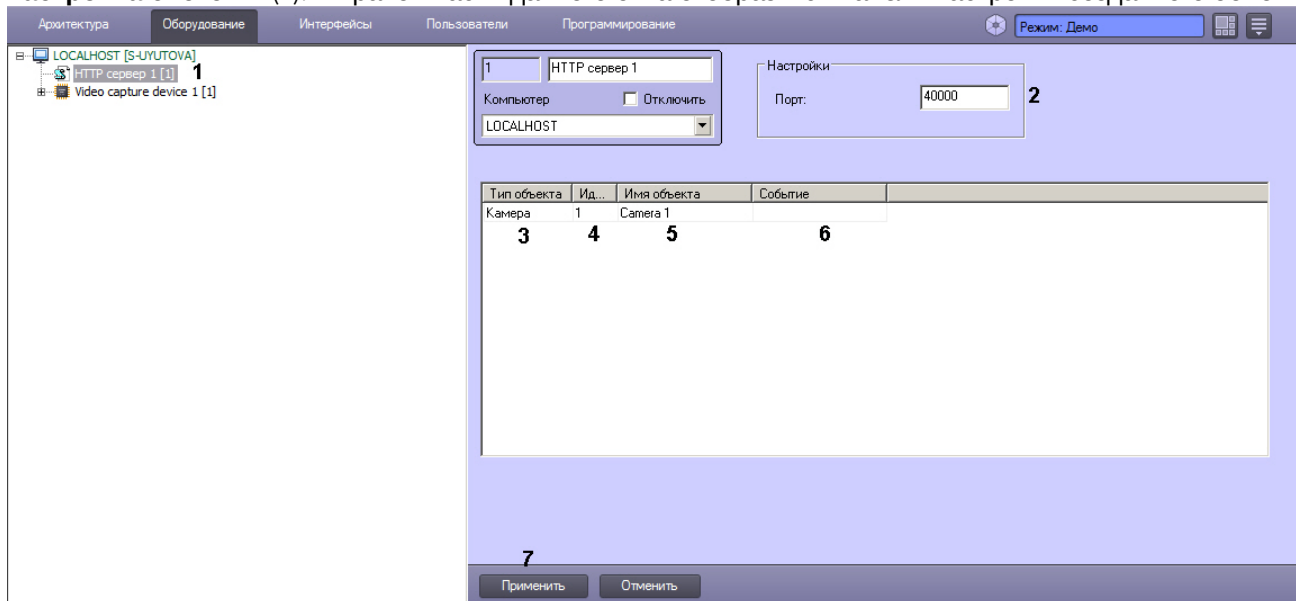 Архитектура Оборудование Интерфейсы Пользователи Программирование Режим: Демо
LOCALHOST [S-UYUTOVA]
HTTP сервер 1 [1] 1
Video capture device 1 [1]
1 HTTP сервер 1
Компьютер Отключить
LOCALHOST
Настройки
Порт: 40000 2
Тип объекта Ид... Имя объекта Событие
Камера 1 Camera 1
3 4 5 6
7
Применить Отменить